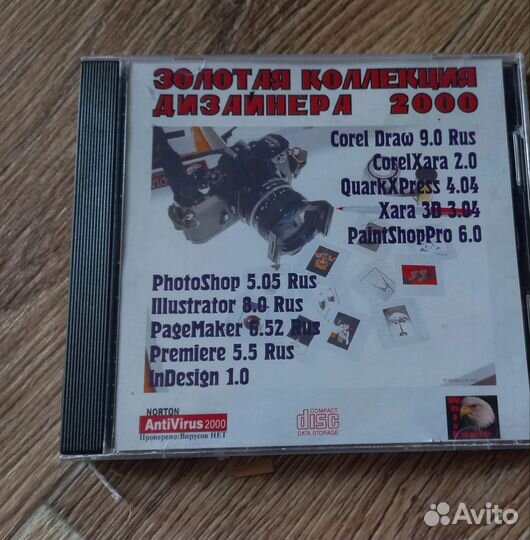 ЗОЛОТАЯ КОЛЛЕКЦИЯ
ДИЗАЙНЕРА 2000
Corel Draw 9.0 Rus
CorelXara 2.0
QuarkXPress 4.04
Xara 3D 3.04
PaintShopPro 6.0
PhotoShop 5.05 Rus
Illustrator 8.0 Rus
PageMaker 6.52 Rus
Premiere 5.5 Rus
InDesign 1.0
NORTON
AntiVirus 2000
Проверено: Вирусов НЕТ
COMPACT
disc
DATA STORAGE
White
Eagle
Avito